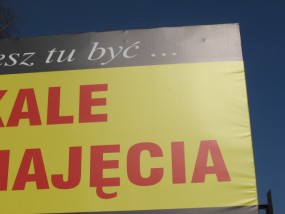 esz tu być ...
KALE
NAJĘCIA